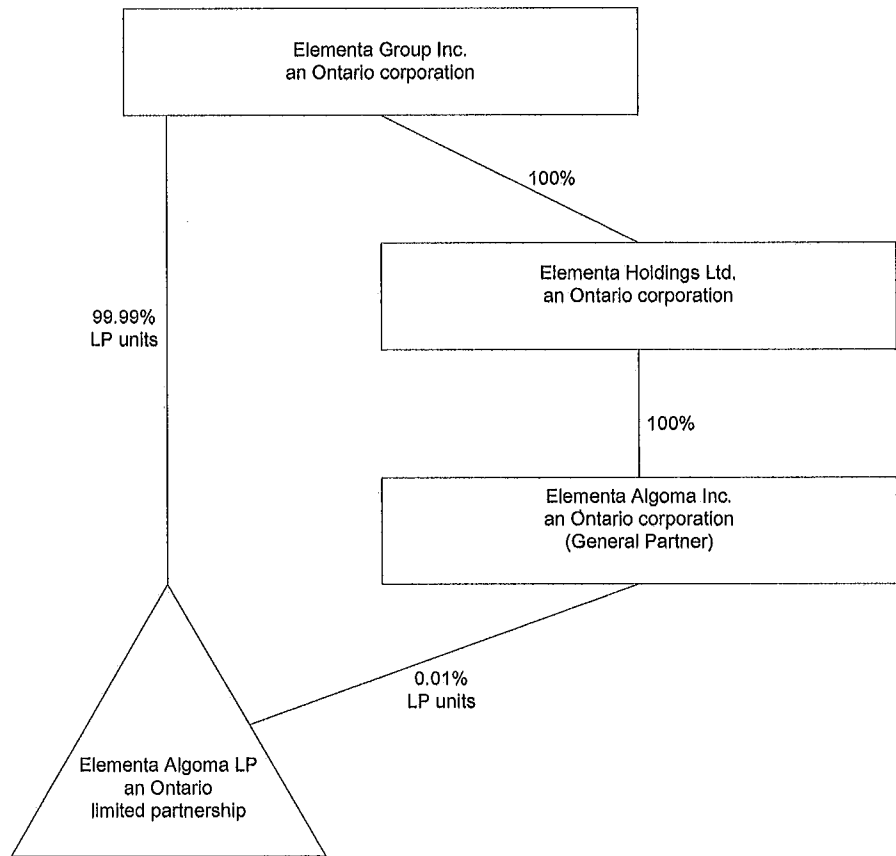 Elementa Group Inc.
an Ontario corporation
100%
Elementa Holdings Ltd.
an Ontario corporation
99.99%
LP units
100%
Elementa Algoma Inc.
an Ontario corporation
(General Partner)
0.01%
LP units
Elementa Algoma LP
an Ontario
limited partnership